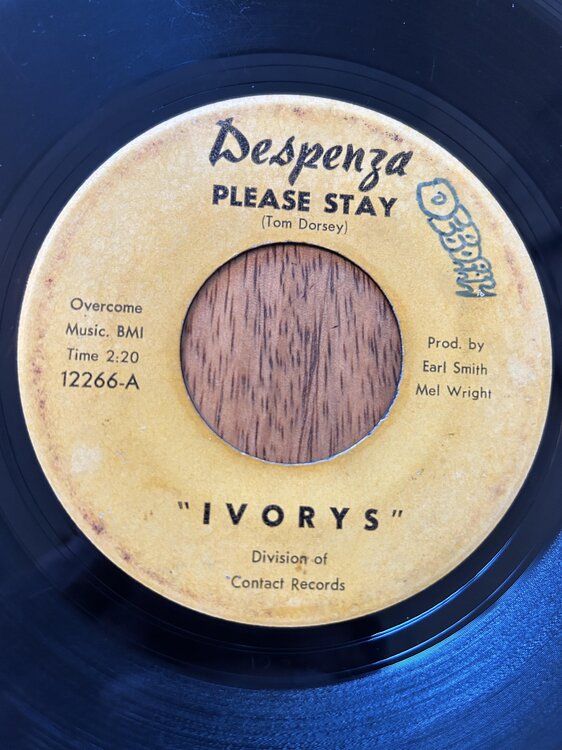 Despenza
PLEASE STAY
(Tom Dorsey)
Overcome
Music. BMI
Time 2:20
12266-A
Prod. by
Earl Smith
Mel Wright
"IVORYS"
Division of
Contact Records